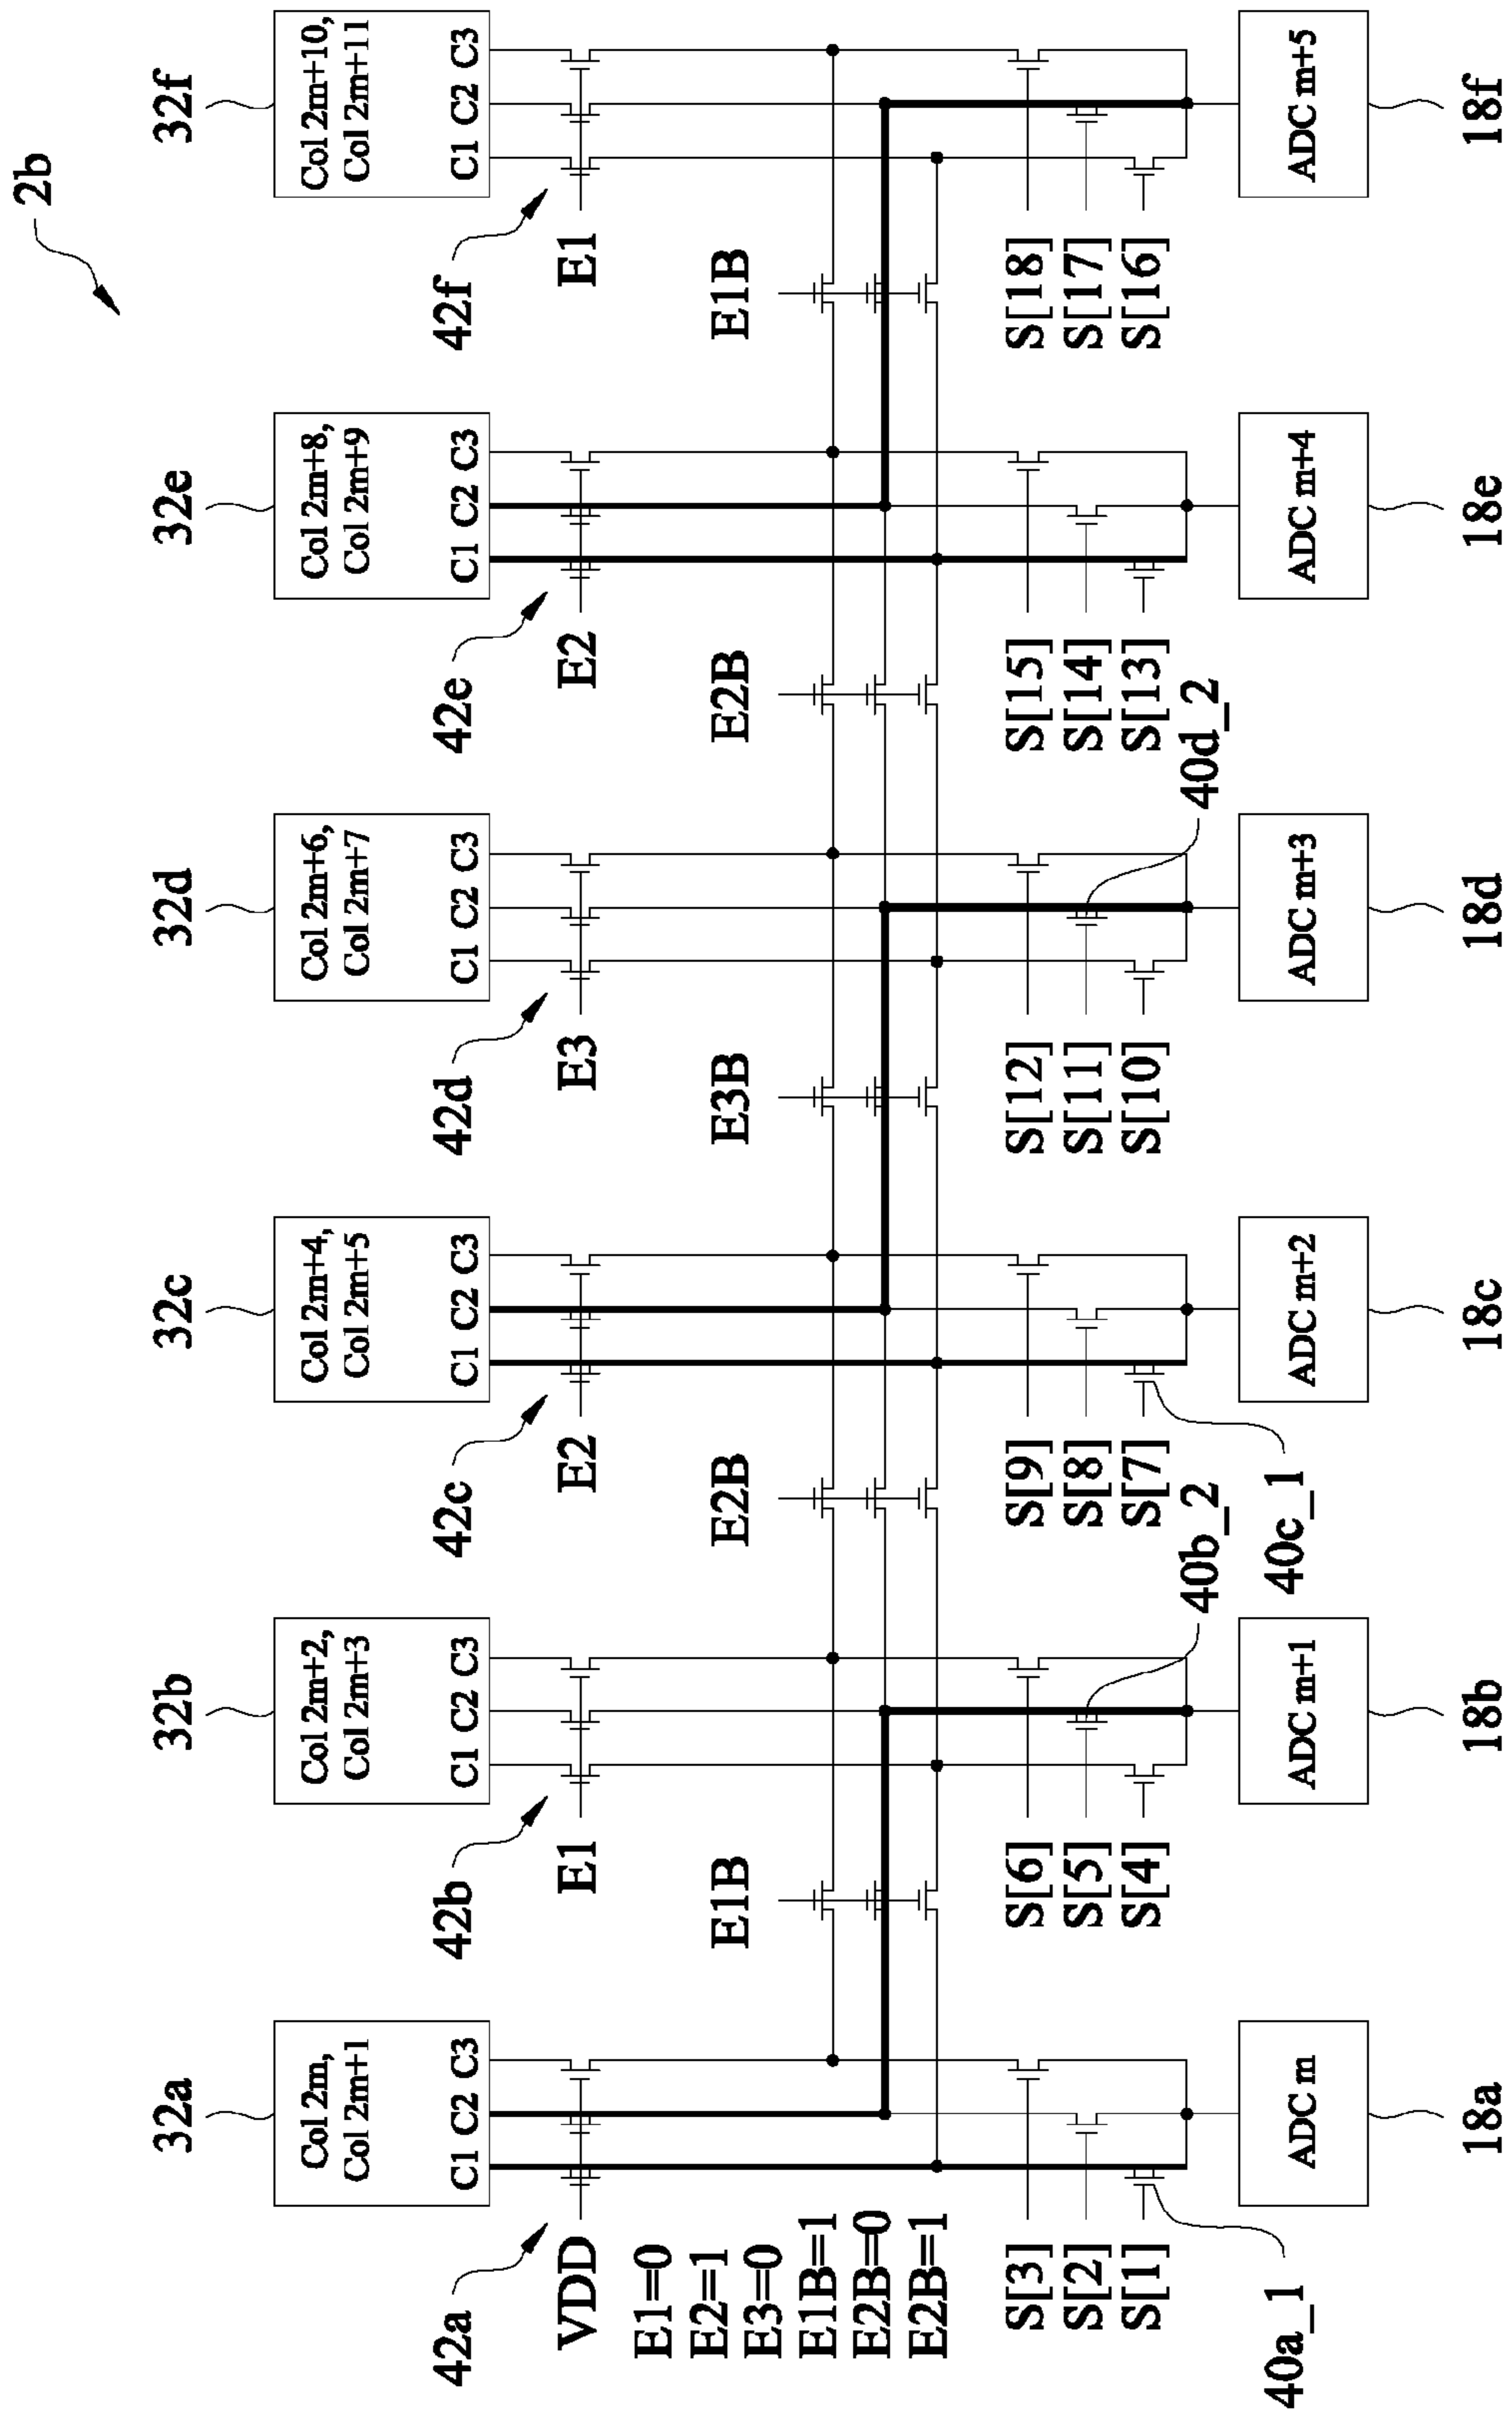 2b
32a
32b
32c
32d
32e
32f
Col 2m,
Col 2m+1
C1 C2 C3
Col 2m+2,
Col 2m+3
C1 C2 C3
Col 2m+4,
Col 2m+5
C1 C2 C3
Col 2m+6,
Col 2m+7
C1 C2 C3
Col 2m+8,
Col 2m+9
C1 C2 C3
Col 2m+10,
Col 2m+11
C1 C2 C3
42a
42b
42c
42d
42e
42f
VDD
E1
E2
E3
E2
E1
E1=0
E2=1
E3=0
E1B=1
E2B=0
E2B=1
E1B
E2B
E3B
E2B
E1B
S[3]
S[2]
S[1]
S[6]
S[5]
S[4]
S[9]
S[8]
S[7]
S[12]
S[11]
S[10]
S[15]
S[14]
S[13]
S[18]
S[17]
S[16]
40a_1
40b_2
40c_1
40d_2
ADC m
ADC m+1
ADC m+2
ADC m+3
ADC m+4
ADC m+5
18a
18b
18c
18d
18e
18f